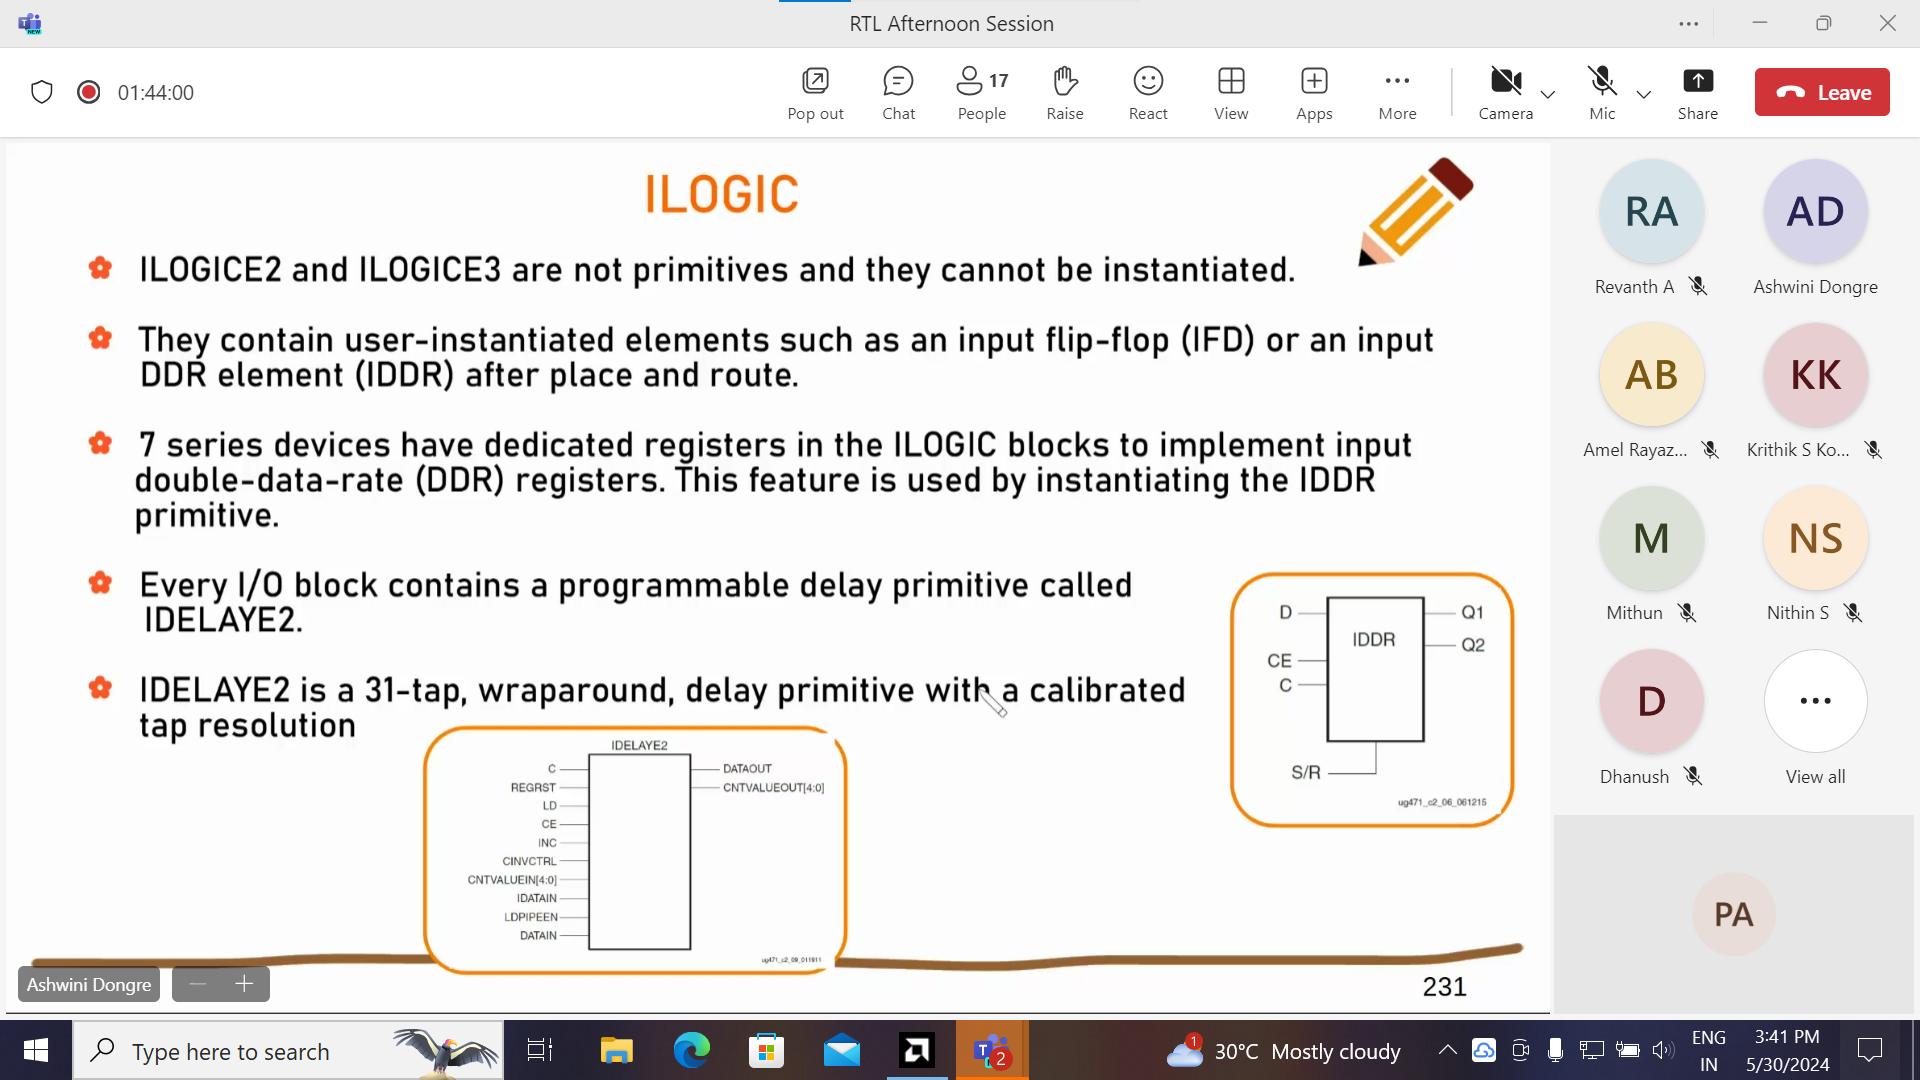 RTL Afternoon Session
01:44:00
Pop out
Chat
17
People
Raise
React
View
Apps
More
Camera
Mic
Share
Leave
ILOGIC
ILOGICE2 and ILOGICE3 are not primitives and they cannot be instantiated.
They contain user-instantiated elements such as an input flip-flop (IFD) or an input
DDR element (IDDR) after place and route.
7 series devices have dedicated registers in the ILOGIC blocks to implement input
double-data-rate (DDR) registers. This feature is used by instantiating the IDDR
primitive.
Every I/O block contains a programmable delay primitive called
IDELAYE2.
IDELAYE2 is a 31-tap, wraparound, delay primitive with a calibrated
tap resolution
IDDR
D
CE
C
S/R
Q1
Q2
ug471_c2_06_061215
IDELAYE2
C
REGRST
LD
CE
INC
CINVCTRL
CNTVALUEIN[4:0]
IDATAIN
LDPIPEEN
DATAIN
DATAOUT
CNTVALUEOUT[4:0]
ug471_c2_09_011811
231
Ashwini Dongre
RA
Revanth A
AD
Ashwini Dongre
AB
Amel Rayaz...
KK
Krithik S Ko...
M
Mithun
NS
Nithin S
D
Dhanush
View all
PA
Type here to search
NEW
T
2
1
30°C Mostly cloudy
ENG
IN
3:41 PM
5/30/2024